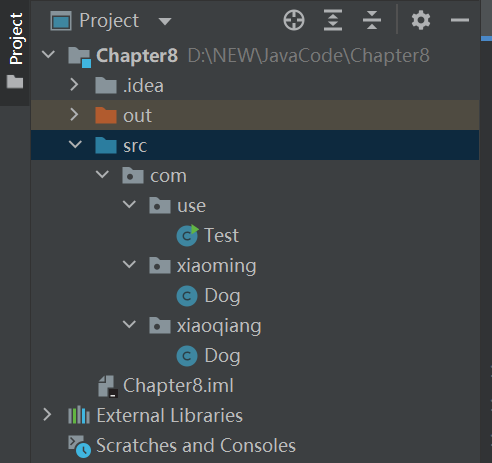 Project
Project
Chapter8 D:\NEW\JavaCode\Chapter8
.idea
out
src
com
use
Test
xiaoming
Dog
xiaoqiang
Dog
Chapter8.iml
External Libraries
Scratches and Consoles